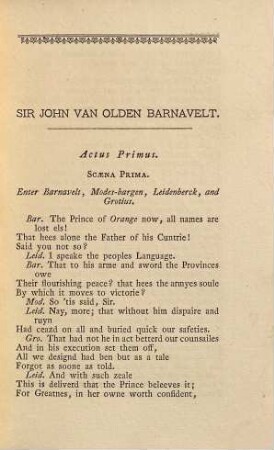 SIR JOHN VAN OLDEN BARNAVELT.
Actus Primus.
SCÆNA PRIMA.
Enter Barnavelt, Modes-bargen, Leidenberck, and
Grotius.
Bar. The Prince of Orange now, all names are
lost els!
That hees alone the Father of his Cuntrie!
Said you not so?
Leid. I speake the peoples Language.
Bar. That to his arme and sword the Provinces
owe
Their flourishing peace? that hees the armyes soule
By which it moves to victorie?
Mod. So 'tis said, Sir.
Leid. Nay, more; that without him dispaire and
ruyn
Had ceazd on all and buried quick our safeties.
Gro. That had not he in act betterd our counsailes
And in his execution set them off,
All we designd had ben but as a tale
Forgot as soone as told.
Leid. And with such zeale
This is deliverd that the Prince beleeves it;
For Greatnes, in her owne worth confident,